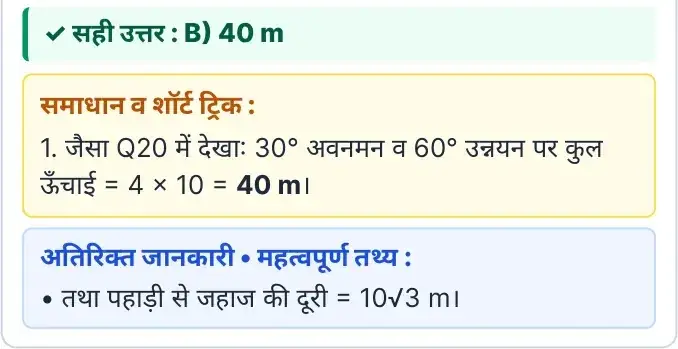 ✓ सही उत्तर : B) 40 m
समाधान व शॉर्ट ट्रिक :
1. जैसा Q20 में देखाः 30° अवनमन व 60° उन्नयन पर कुल
ऊँचाई = 4 × 10 = 40 m।
अतिरिक्त जानकारी • महत्वपूर्ण तथ्य :
• तथा पहाड़ी से जहाज की दूरी = 10√3 m।